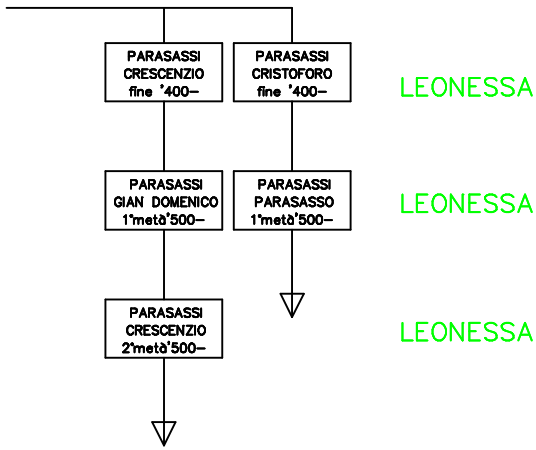 PARASASSI
CRESCENZIO
fine '400–
PARASASSI
CRISTOFORO
fine '400–
LEONESSA
PARASASSI
GIAN DOMENICO
1°metà'500–
PARASASSI
PARASASSO
1°metà'500–
LEONESSA
PARASASSI
CRESCENZIO
2°metà'500–
LEONESSA